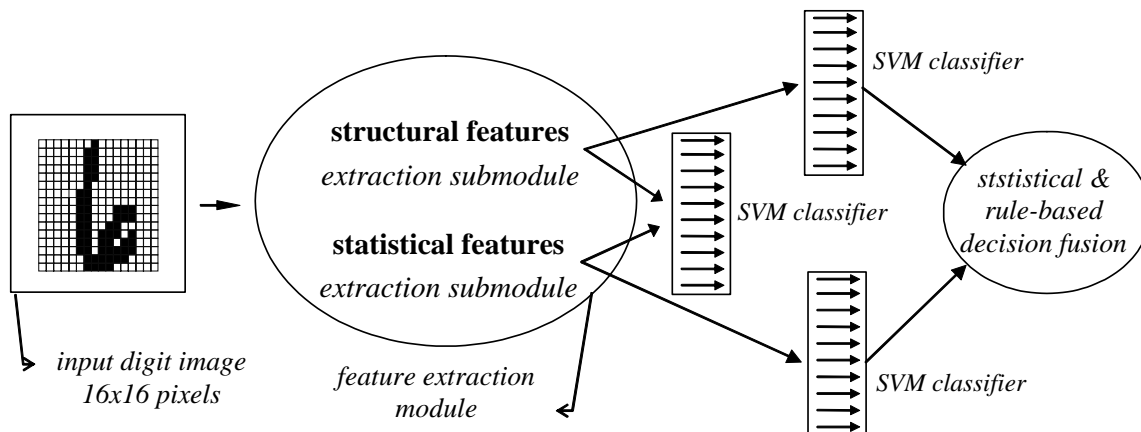 input digit image
16x16 pixels
structural features
extraction submodule
statistical features
extraction submodule
feature extraction
module
SVM classifier
SVM classifier
SVM classifier
ststistical &
rule-based
decision fusion